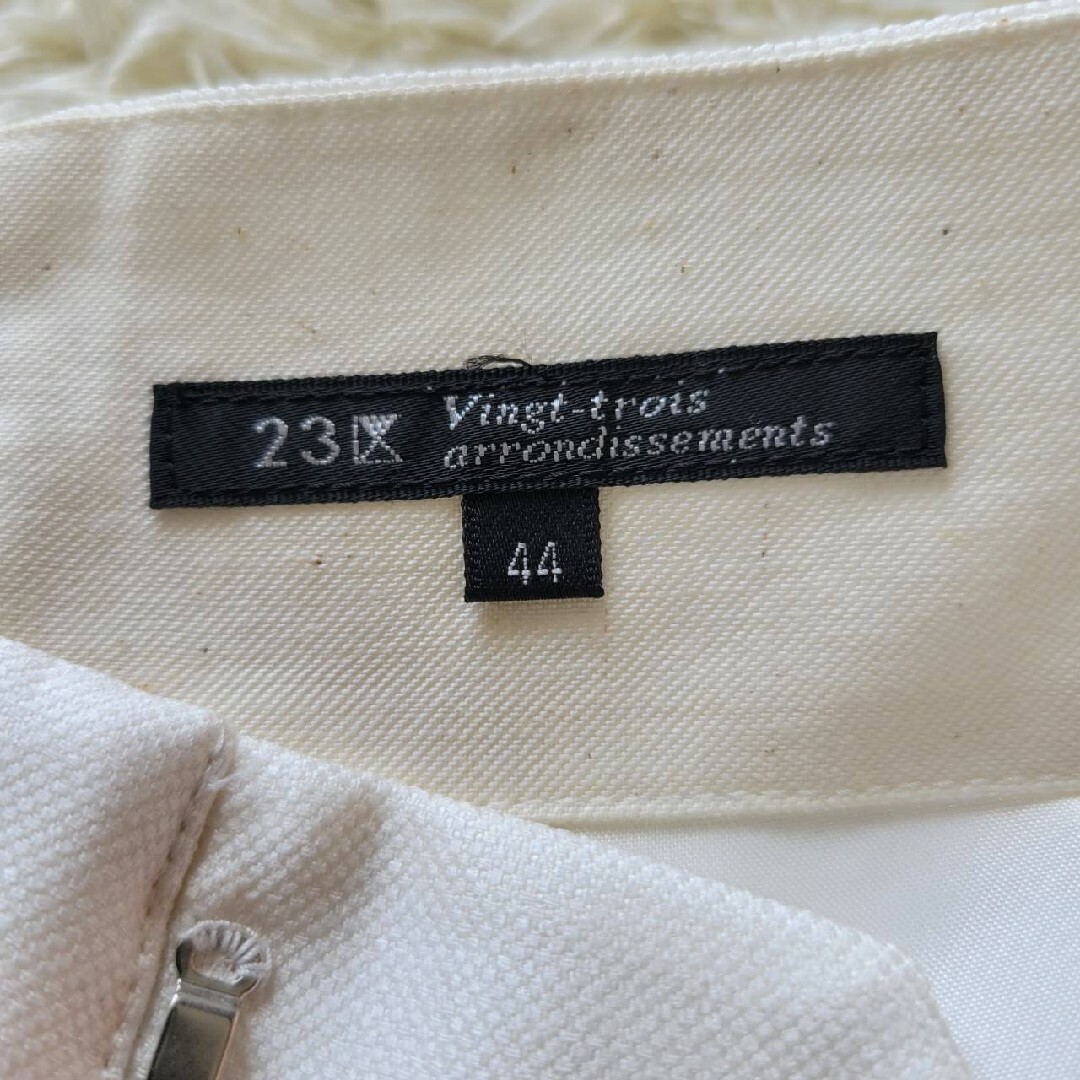 23区 Vingt-trois
arrondissements
44